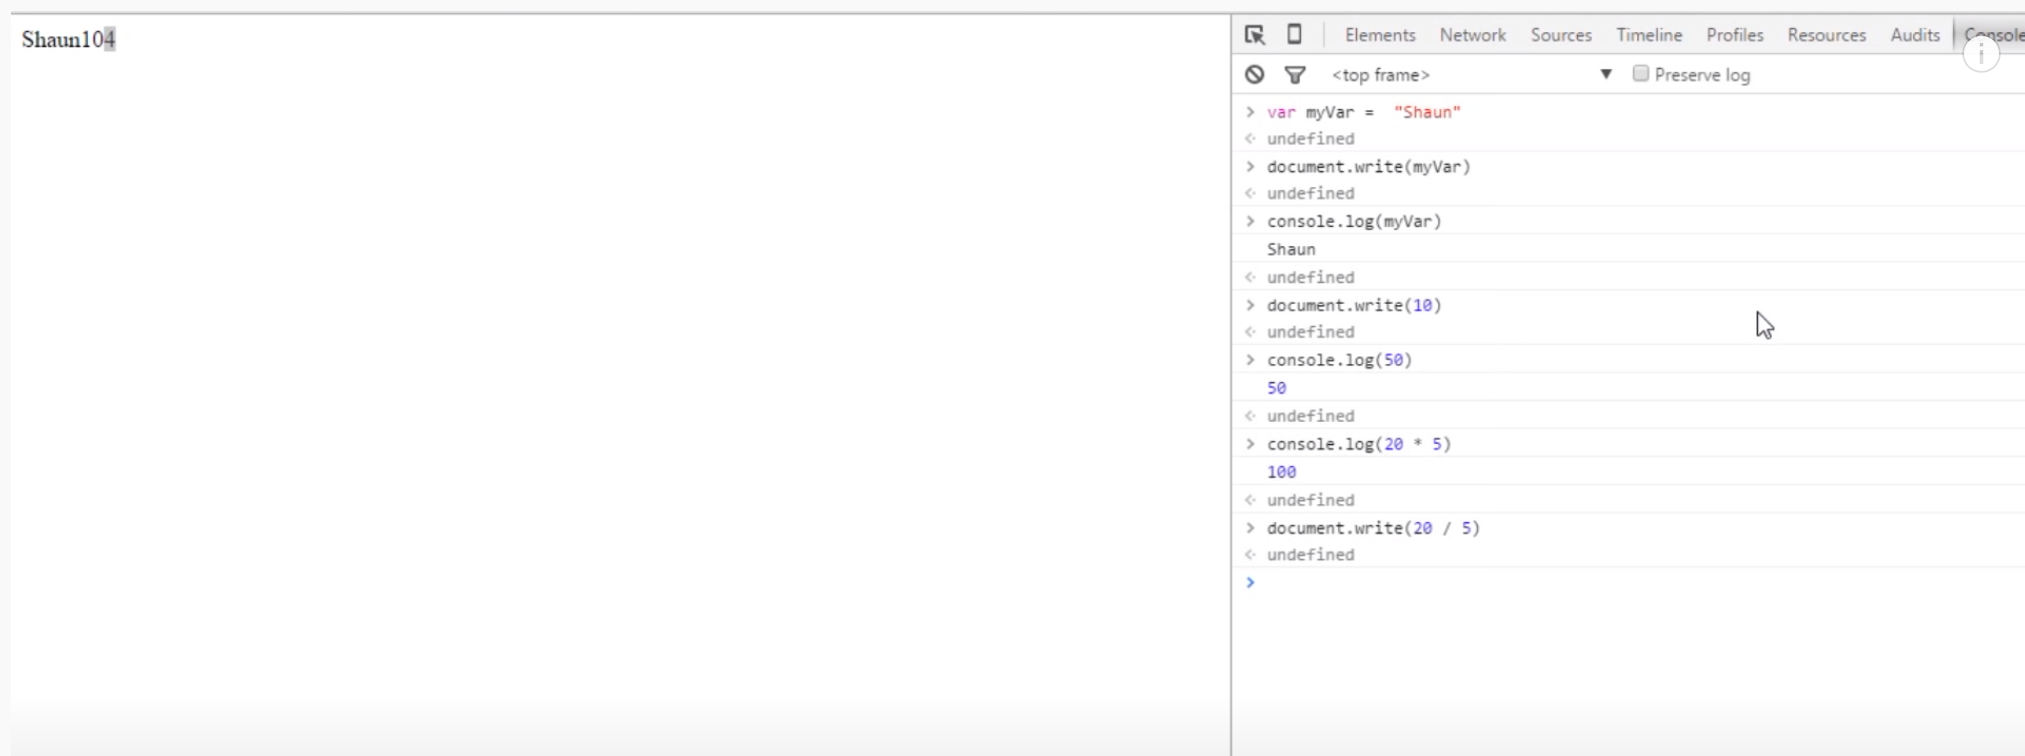 Shaun104
Elements Network Sources Timeline Profiles Resources Audits Console
<top frame> ▼ Preserve log
> var myVar =  "Shaun"
<· undefined
> document.write(myVar)
<· undefined
> console.log(myVar)
Shaun
<· undefined
> document.write(10)
<· undefined
> console.log(50)
50
<· undefined
> console.log(20 * 5)
100
<· undefined
> document.write(20 / 5)
<· undefined
>